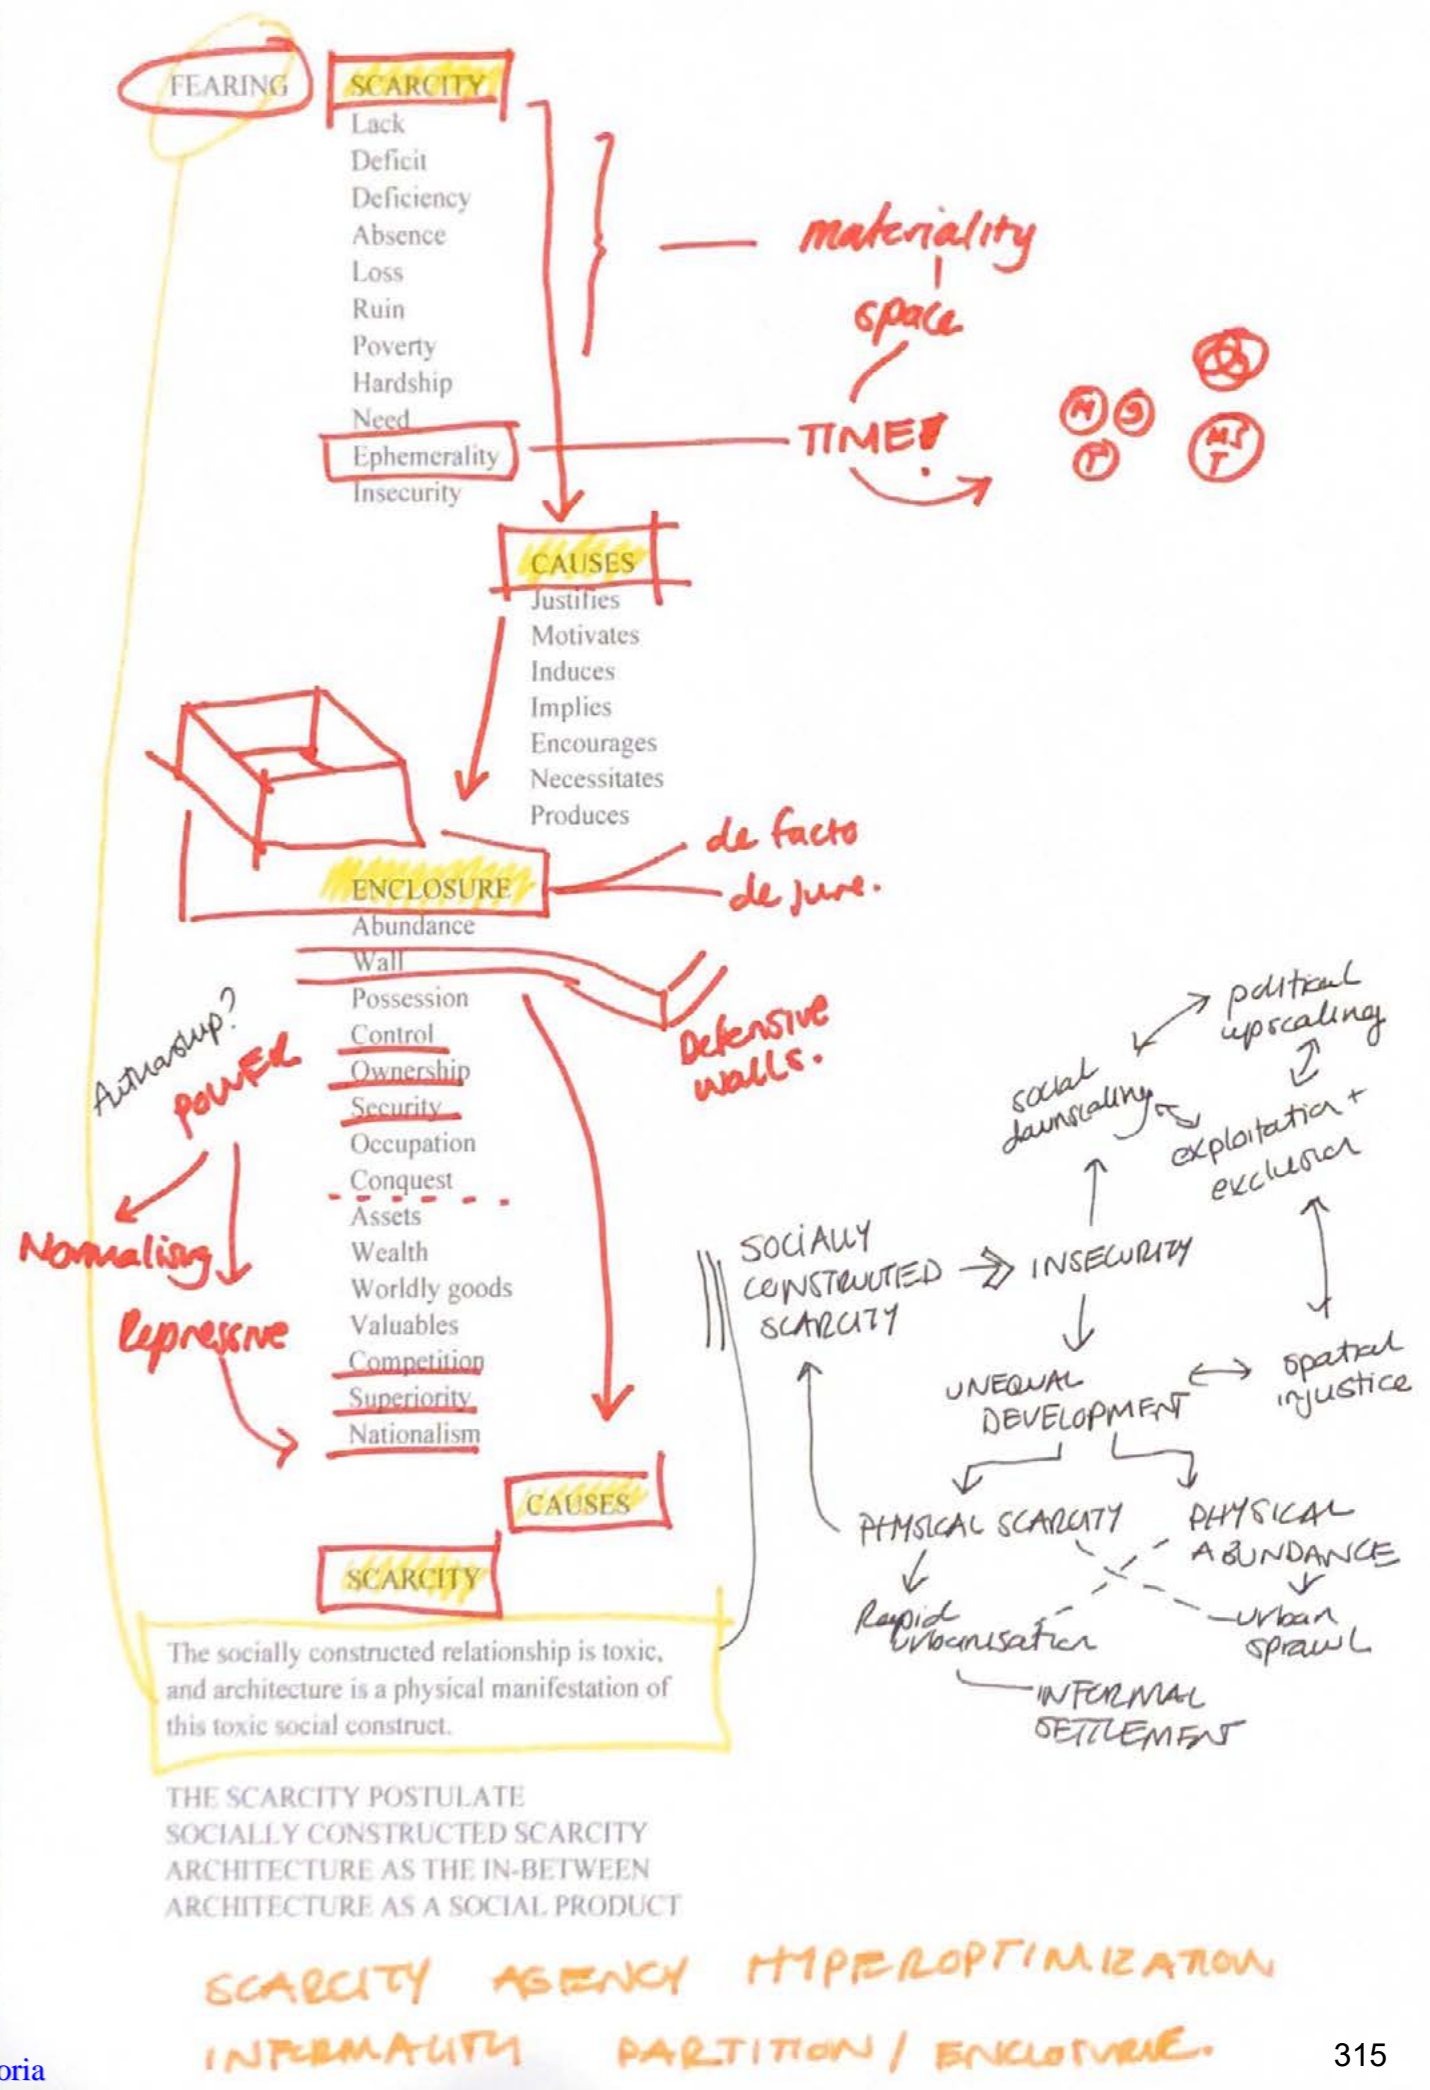 FEARING SCARCITY
Lack
Deficit
Deficiency
Absence
Loss
Ruin
Poverty
Hardship
Need
Ephemerality
Insecurity
materiality
space
TIME!
M S
T
MS
T
CAUSES
Justifies
Motivates
Induces
Implies
Encourages
Necessitates
Produces
de facto
de jure.
ENCLOSURE
Abundance
Wall
Possession
Control
Ownership
Security
Occupation
Conquest
Assets
Wealth
Worldly goods
Valuables
Competition
Superiority
Nationalism
Defensive
walls.
POWER
Normalising
Repressive
CAUSES
SCARCITY
political
upscaling
social
downscaling
exploitation +
exclusion
SOCIALLY
CONSTRUCTED
SCARCITY
INSECURITY
UNEQUAL
DEVELOPMENT
spatial
injustice
PHYSICAL SCARCITY
PHYSICAL
ABUNDANCE
Rapid
urbanisation
urban
sprawl
INFORMAL
SETTLEMENT
The socially constructed relationship is toxic,
and architecture is a physical manifestation of
this toxic social construct.
THE SCARCITY POSTULATE
SOCIALLY CONSTRUCTED SCARCITY
ARCHITECTURE AS THE IN-BETWEEN
ARCHITECTURE AS A SOCIAL PRODUCT
SCARCITY AGENCY HYPEROPTIMIZATION
INFORMALITY PARTITION / ENCLOSURE.
oria
315